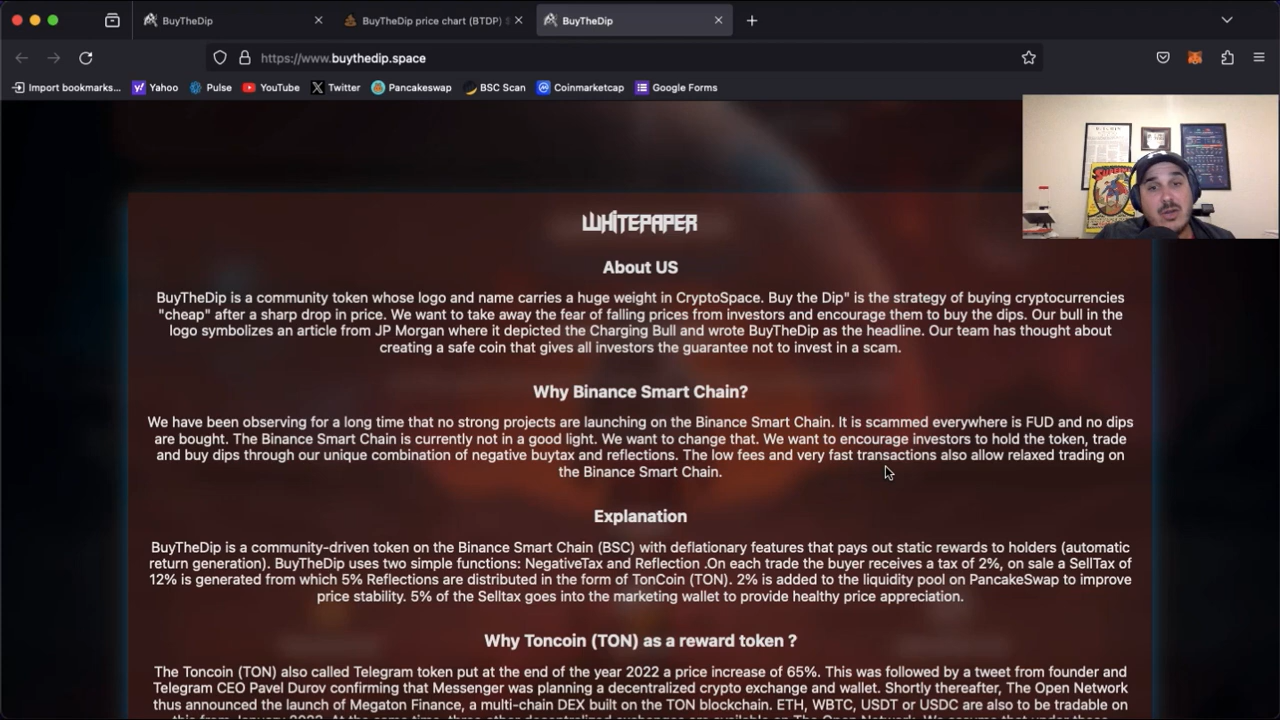 BuyTheDip
BuyTheDip price chart (BTDP) $
BuyTheDip
https://www.buythedip.space
Import bookmarks...
Yahoo
Pulse
YouTube
Twitter
Pancakeswap
BSC Scan
Coinmarketcap
Google Forms
WHITEPAPER
About US
BuyTheDip is a community token whose logo and name carries a huge weight in CryptoSpace. Buy the Dip" is the strategy of buying cryptocurrencies
"cheap" after a sharp drop in price. We want to take away the fear of falling prices from investors and encourage them to buy the dips. Our bull in the
logo symbolizes an article from JP Morgan where it depicted the Charging Bull and wrote BuyTheDip as the headline. Our team has thought about
creating a safe coin that gives all investors the guarantee not to invest in a scam.
Why Binance Smart Chain?
We have been observing for a long time that no strong projects are launching on the Binance Smart Chain. It is scammed everywhere is FUD and no dips
are bought. The Binance Smart Chain is currently not in a good light. We want to change that. We want to encourage investors to hold the token, trade
and buy dips through our unique combination of negative buytax and reflections. The low fees and very fast transactions also allow relaxed trading on
the Binance Smart Chain.
Explanation
BuyTheDip is a community-driven token on the Binance Smart Chain (BSC) with deflationary features that pays out static rewards to holders (automatic
return generation). BuyTheDip uses two simple functions: NegativeTax and Reflection .On each trade the buyer receives a tax of 2%, on sale a SellTax of
12% is generated from which 5% Reflections are distributed in the form of TonCoin (TON). 2% is added to the liquidity pool on PancakeSwap to improve
price stability. 5% of the Selltax goes into the marketing wallet to provide healthy price appreciation.
Why Toncoin (TON) as a reward token ?
The Toncoin (TON) also called Telegram token put at the end of the year 2022 a price increase of 65%. This was followed by a tweet from founder and
Telegram CEO Pavel Durov confirming that Messenger was planning a decentralized crypto exchange and wallet. Shortly thereafter, The Open Network
thus announced the launch of Megaton Finance, a multi-chain DEX built on the TON blockchain. ETH, WBTC, USDT or USDC are also to be tradable on